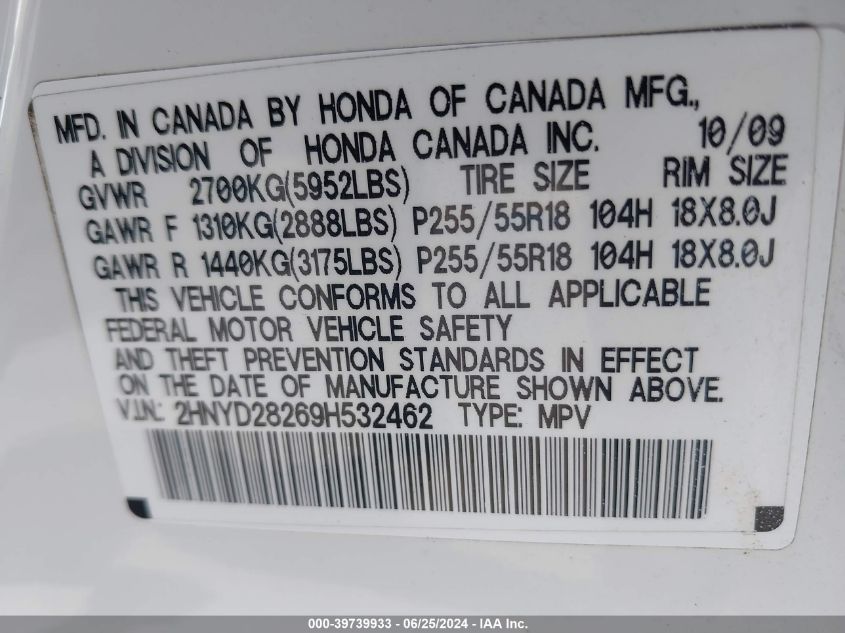 MFD. IN CANADA BY HONDA OF CANADA MFG.,
A DIVISION OF HONDA CANADA INC. 10/09
GVWR 2700KG(5952LBS) TIRE SIZE RIM SIZE
GAWR F 1310KG(2888LBS) P255/55R18 104H 18X8.0J
GAWR R 1440KG(3175LBS) P255/55R18 104H 18X8.0J
THIS VEHICLE CONFORMS TO ALL APPLICABLE
FEDERAL MOTOR VEHICLE SAFETY
AND THEFT PREVENTION STANDARDS IN EFFECT
ON THE DATE OF MANUFACTURE SHOWN ABOVE.
V.I.N.: 2HNYD28269H532462 TYPE: MPV
000-39739933 - 06/25/2024 - IAA Inc.